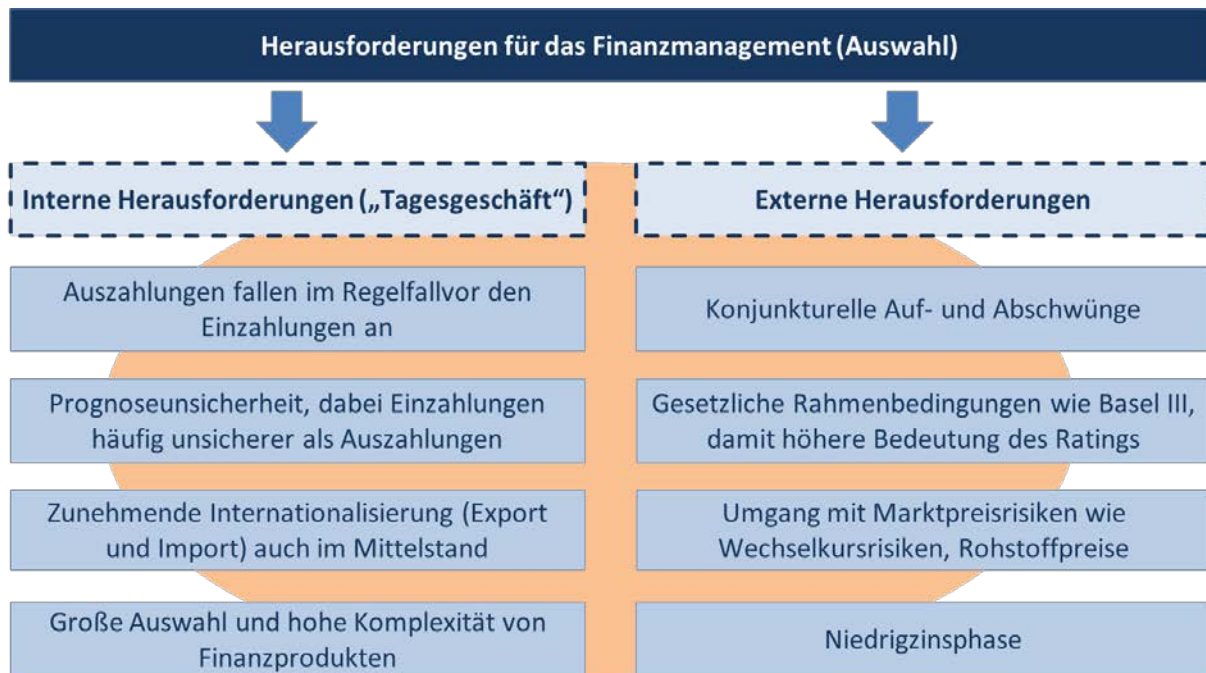 Herausforderungen für das Finanzmanagement (Auswahl)
Interne Herausforderungen („Tagesgeschäft“)
Auszahlungen fallen im Regelfallvor den
Einzahlungen an
Prognoseunsicherheit, dabei Einzahlungen
häufig unsicherer als Auszahlungen
Zunehmende Internationalisierung (Export
und Import) auch im Mittelstand
Große Auswahl und hohe Komplexität von
Finanzprodukten
Externe Herausforderungen
Konjunkturelle Auf- und Abschwünge
Gesetzliche Rahmenbedingungen wie Basel III,
damit höhere Bedeutung des Ratings
Umgang mit Marktpreisrisiken wie
Wechselkursrisiken, Rohstoffpreise
Niedrigzinsphase